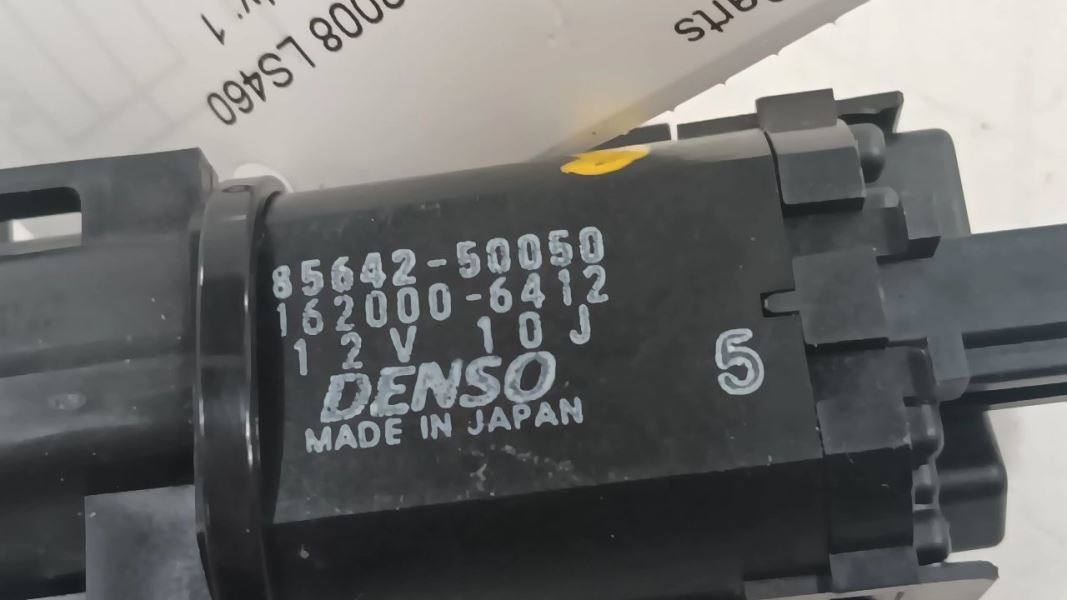 2008 LS460
85642-50050
162000-6412
12V 10J
DENSO
MADE IN JAPAN
5